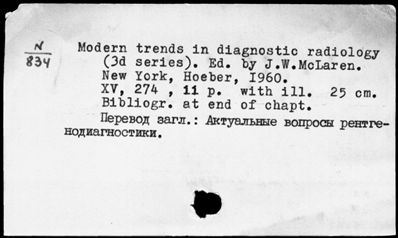 N
834
Modern trends in diagnostic radiology
(3d series). Ed. by J.W.McLaren.
New York, Hoeber, I960.
XV, 274 , 11 p. with ill. 25 cm.
Bibliogr. at end of chapt.
Перевод загл.: Актуальные вопросы рентге-
нодиагностики.